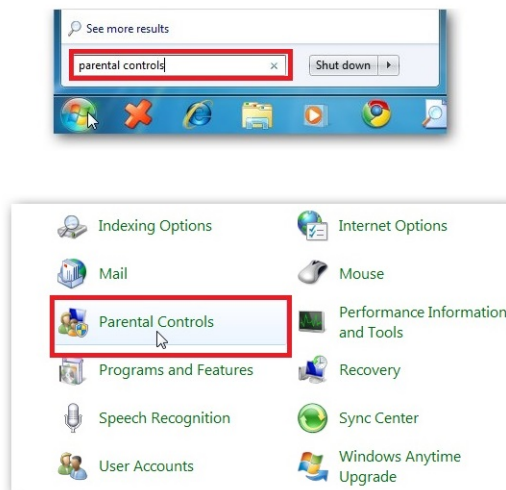 See more results
parental controls
Shut down
Indexing Options
Internet Options
Mail
Mouse
Parental Controls
Performance Information
and Tools
Programs and Features
Recovery
Speech Recognition
Sync Center
User Accounts
Windows Anytime
Upgrade